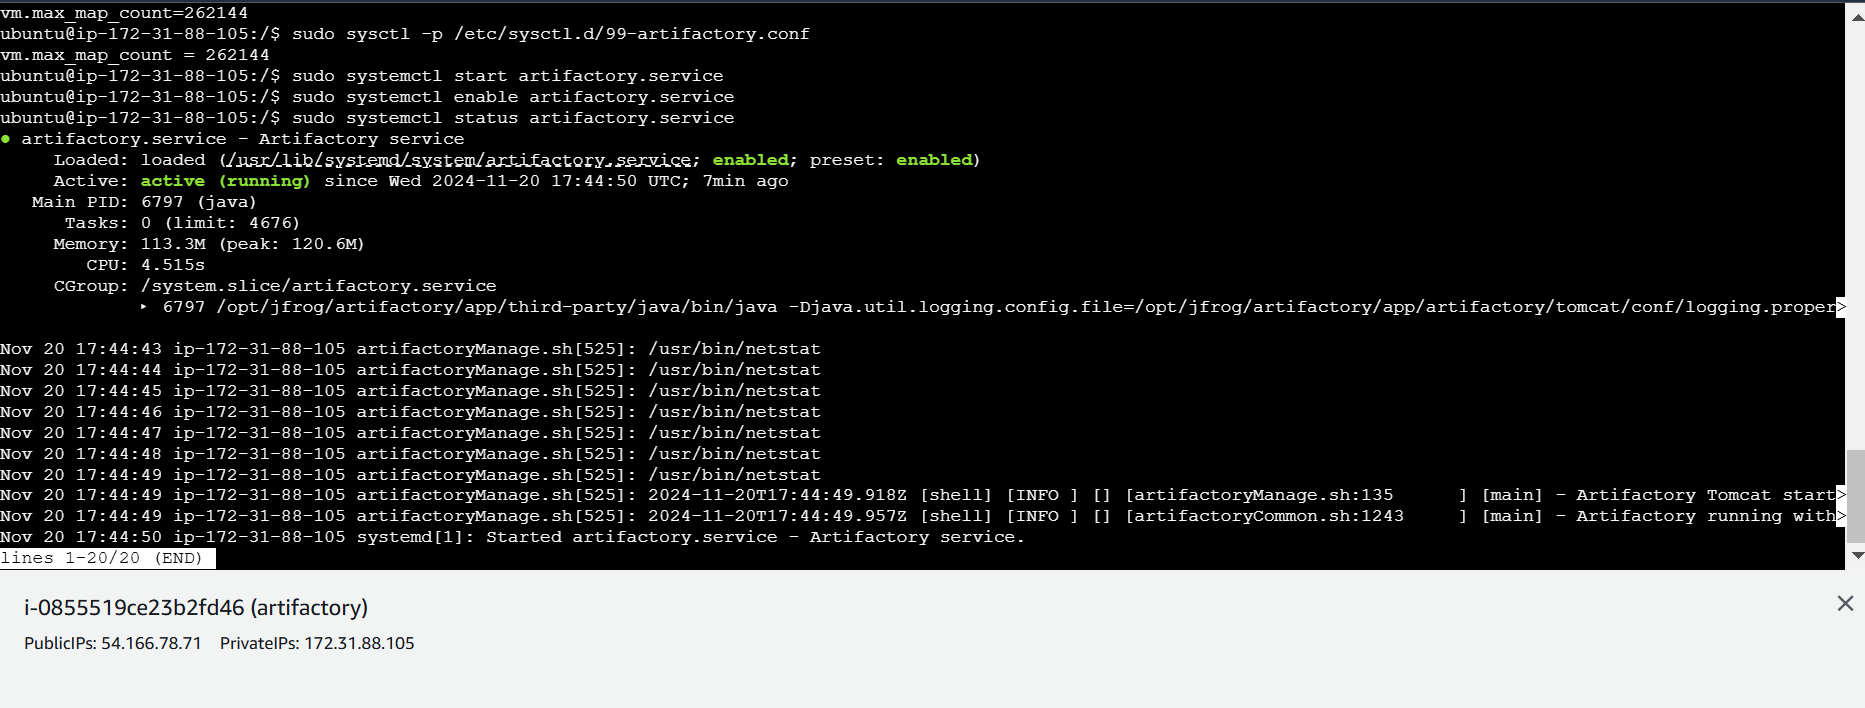 vm.max_map_count=262144
ubuntu@ip-172-31-88-105:/$ sudo sysctl -p /etc/sysctl.d/99-artifactory.conf
vm.max_map_count = 262144
ubuntu@ip-172-31-88-105:/$ sudo systemctl start artifactory.service
ubuntu@ip-172-31-88-105:/$ sudo systemctl enable artifactory.service
ubuntu@ip-172-31-88-105:/$ sudo systemctl status artifactory.service
● artifactory.service - Artifactory service
     Loaded: loaded (/usr/lib/systemd/system/artifactory.service; enabled; preset: enabled)
     Active: active (running) since Wed 2024-11-20 17:44:50 UTC; 7min ago
   Main PID: 6797 (java)
      Tasks: 0 (limit: 4676)
     Memory: 113.3M (peak: 120.6M)
        CPU: 4.515s
     CGroup: /system.slice/artifactory.service
             ‣ 6797 /opt/jfrog/artifactory/app/third-party/java/bin/java -Djava.util.logging.config.file=/opt/jfrog/artifactory/app/artifactory/tomcat/conf/logging.proper>
Nov 20 17:44:43 ip-172-31-88-105 artifactoryManage.sh[525]: /usr/bin/netstat
Nov 20 17:44:44 ip-172-31-88-105 artifactoryManage.sh[525]: /usr/bin/netstat
Nov 20 17:44:45 ip-172-31-88-105 artifactoryManage.sh[525]: /usr/bin/netstat
Nov 20 17:44:46 ip-172-31-88-105 artifactoryManage.sh[525]: /usr/bin/netstat
Nov 20 17:44:47 ip-172-31-88-105 artifactoryManage.sh[525]: /usr/bin/netstat
Nov 20 17:44:48 ip-172-31-88-105 artifactoryManage.sh[525]: /usr/bin/netstat
Nov 20 17:44:49 ip-172-31-88-105 artifactoryManage.sh[525]: /usr/bin/netstat
Nov 20 17:44:49 ip-172-31-88-105 artifactoryManage.sh[525]: 2024-11-20T17:44:49.918Z [shell] [INFO ] [] [artifactoryManage.sh:135      ] [main] - Artifactory Tomcat start>
Nov 20 17:44:49 ip-172-31-88-105 artifactoryManage.sh[525]: 2024-11-20T17:44:49.957Z [shell] [INFO ] [] [artifactoryCommon.sh:1243     ] [main] - Artifactory running with>
Nov 20 17:44:50 ip-172-31-88-105 systemd[1]: Started artifactory.service - Artifactory service.
lines 1-20/20 (END)
i-0855519ce23b2fd46 (artifactory)
PublicIPs: 54.166.78.71    PrivateIPs: 172.31.88.105